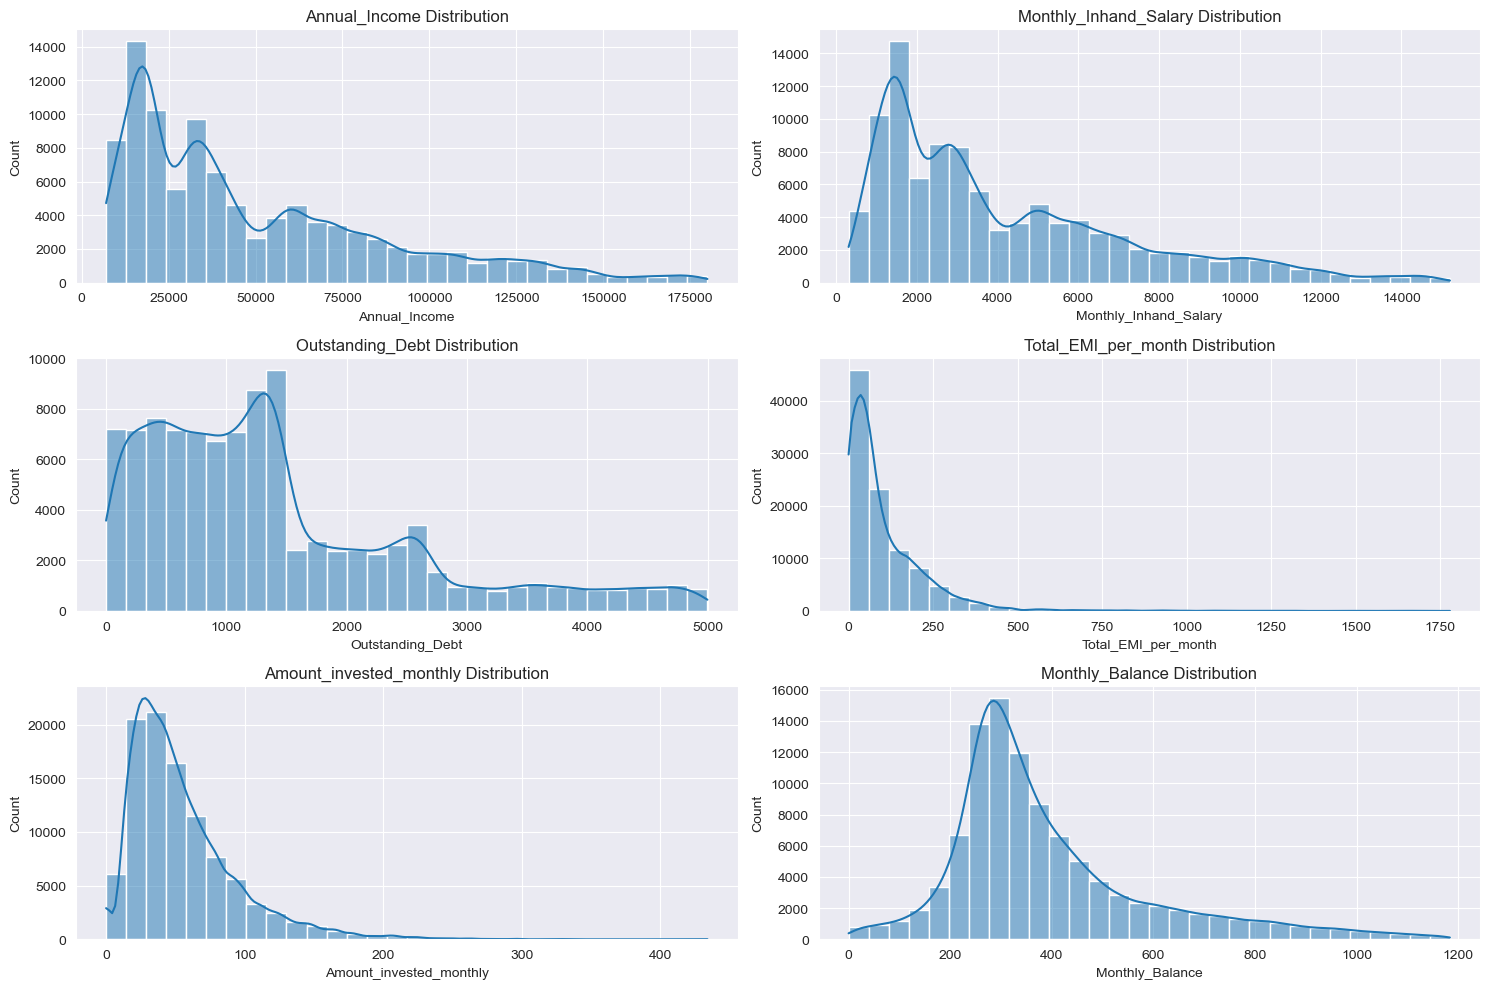 Annual_Income Distribution
14000
12000
10000
8000
6000
4000
2000
0
Count
0 25000 50000 75000 100000 125000 150000 175000
Annual_Income
Monthly_Inhand_Salary Distribution
14000
12000
10000
8000
6000
4000
2000
0
Count
0 2000 4000 6000 8000 10000 12000 14000
Monthly_Inhand_Salary
Outstanding_Debt Distribution
10000
8000
6000
4000
2000
0
Count
0 1000 2000 3000 4000 5000
Outstanding_Debt
Total_EMI_per_month Distribution
40000
30000
20000
10000
0
Count
0 250 500 750 1000 1250 1500 1750
Total_EMI_per_month
Amount_invested_monthly Distribution
20000
15000
10000
5000
0
Count
0 100 200 300 400
Amount_invested_monthly
Monthly_Balance Distribution
16000
14000
12000
10000
8000
6000
4000
2000
0
Count
0 200 400 600 800 1000 1200
Monthly_Balance